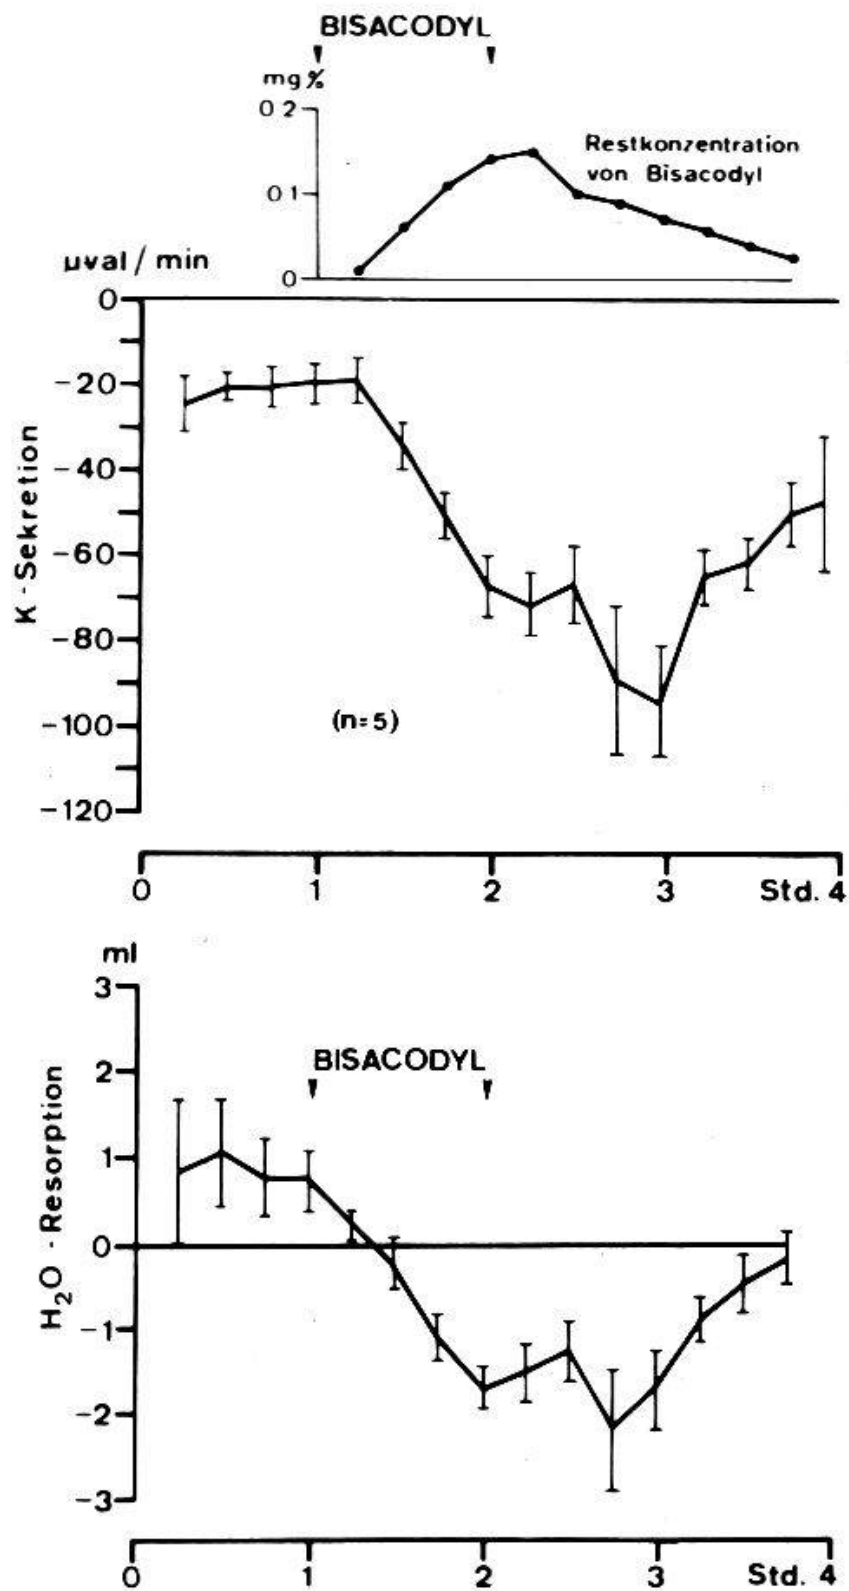 BISACODYL
mg%
0 2
Restkonzentration
von Bisacodyl
0 1
0
µval / min
0
-20
-40
-60
-80
-100
-120
K - Sekretion
(n=5)
0 1 2 3 Std. 4
ml
3
2
1
0
-1
-2
-3
BISACODYL
H₂O - Resorption
0 1 2 3 Std. 4